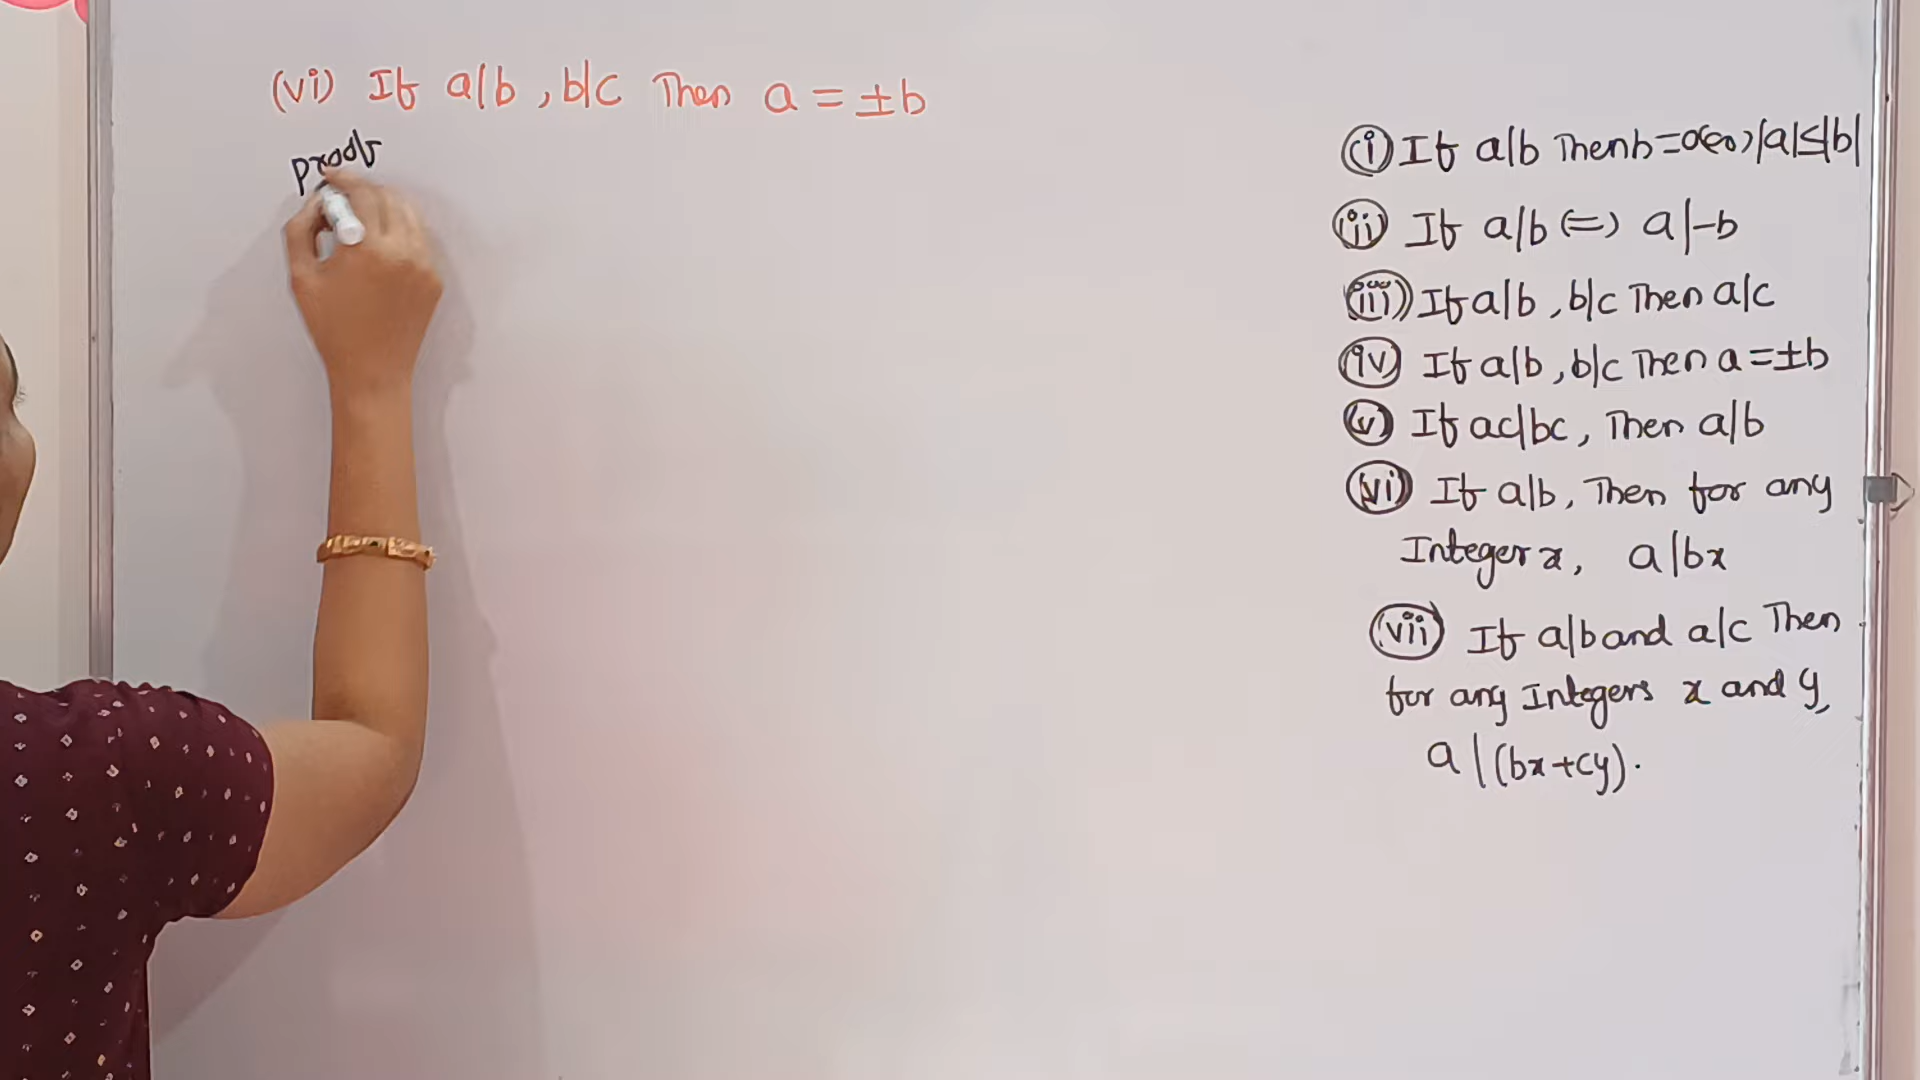 (vi) If a|b , b|c Then a = ±b
proof
(i) If a|b Then b=0 (or) |a|≤|b|
(ii) If a|b (=) a|-b
(iii) If a|b , b|c Then a|c
(iv) If a|b , b|c Then a=±b
(v) If ac|bc, Then a|b
(vi) If a|b, Then for any
Integer x, a|bx
(vii) If a|b and a|c Then
for any Integers x and y,
a|(bx+cy).